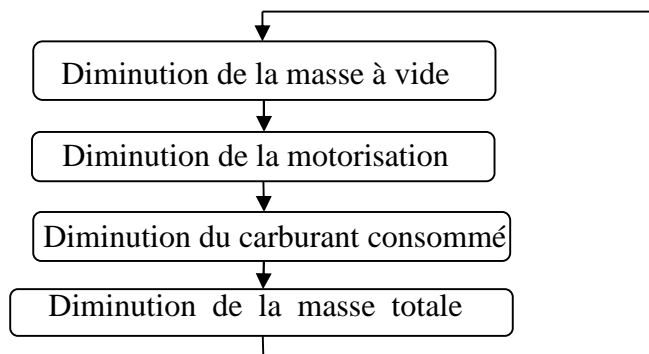 Diminution de la masse à vide
Diminution de la motorisation
Diminution du carburant consommé
Diminution de la masse totale